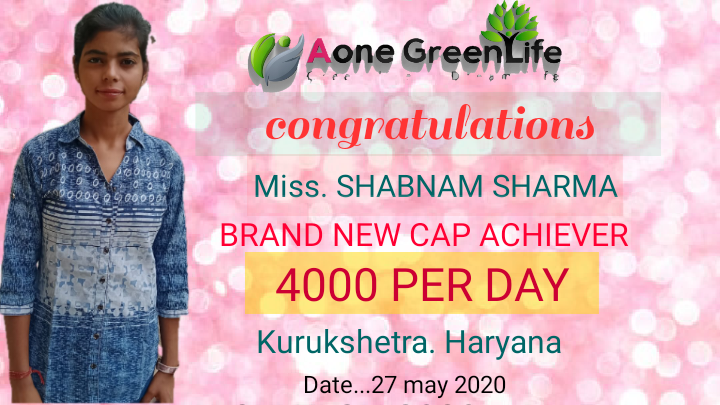 Aone GreenLife
congratulations
Miss. SHABNAM SHARMA
BRAND NEW CAP ACHIEVER
4000 PER DAY
Kurukshetra. Haryana
Date...27 may 2020